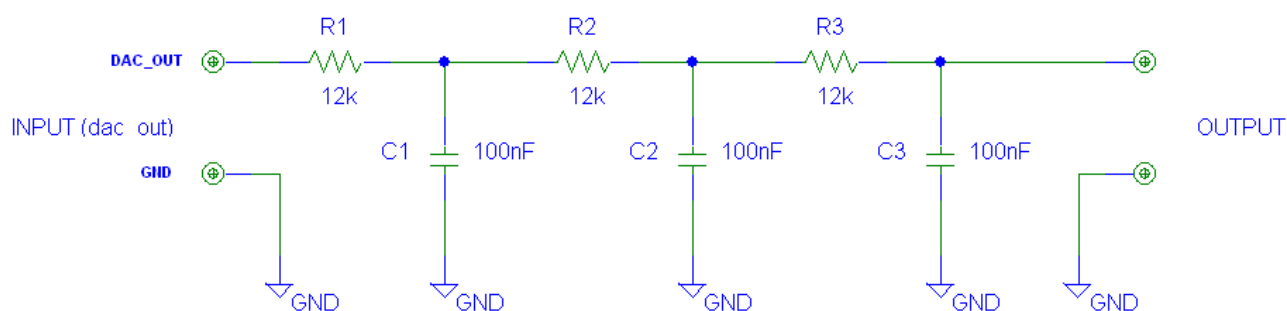 R1 R2 R3
DAC_OUT
12k 12k 12k
INPUT (dac out) OUTPUT
C1 100nF C2 100nF C3 100nF
GND
GND GND GND GND GND